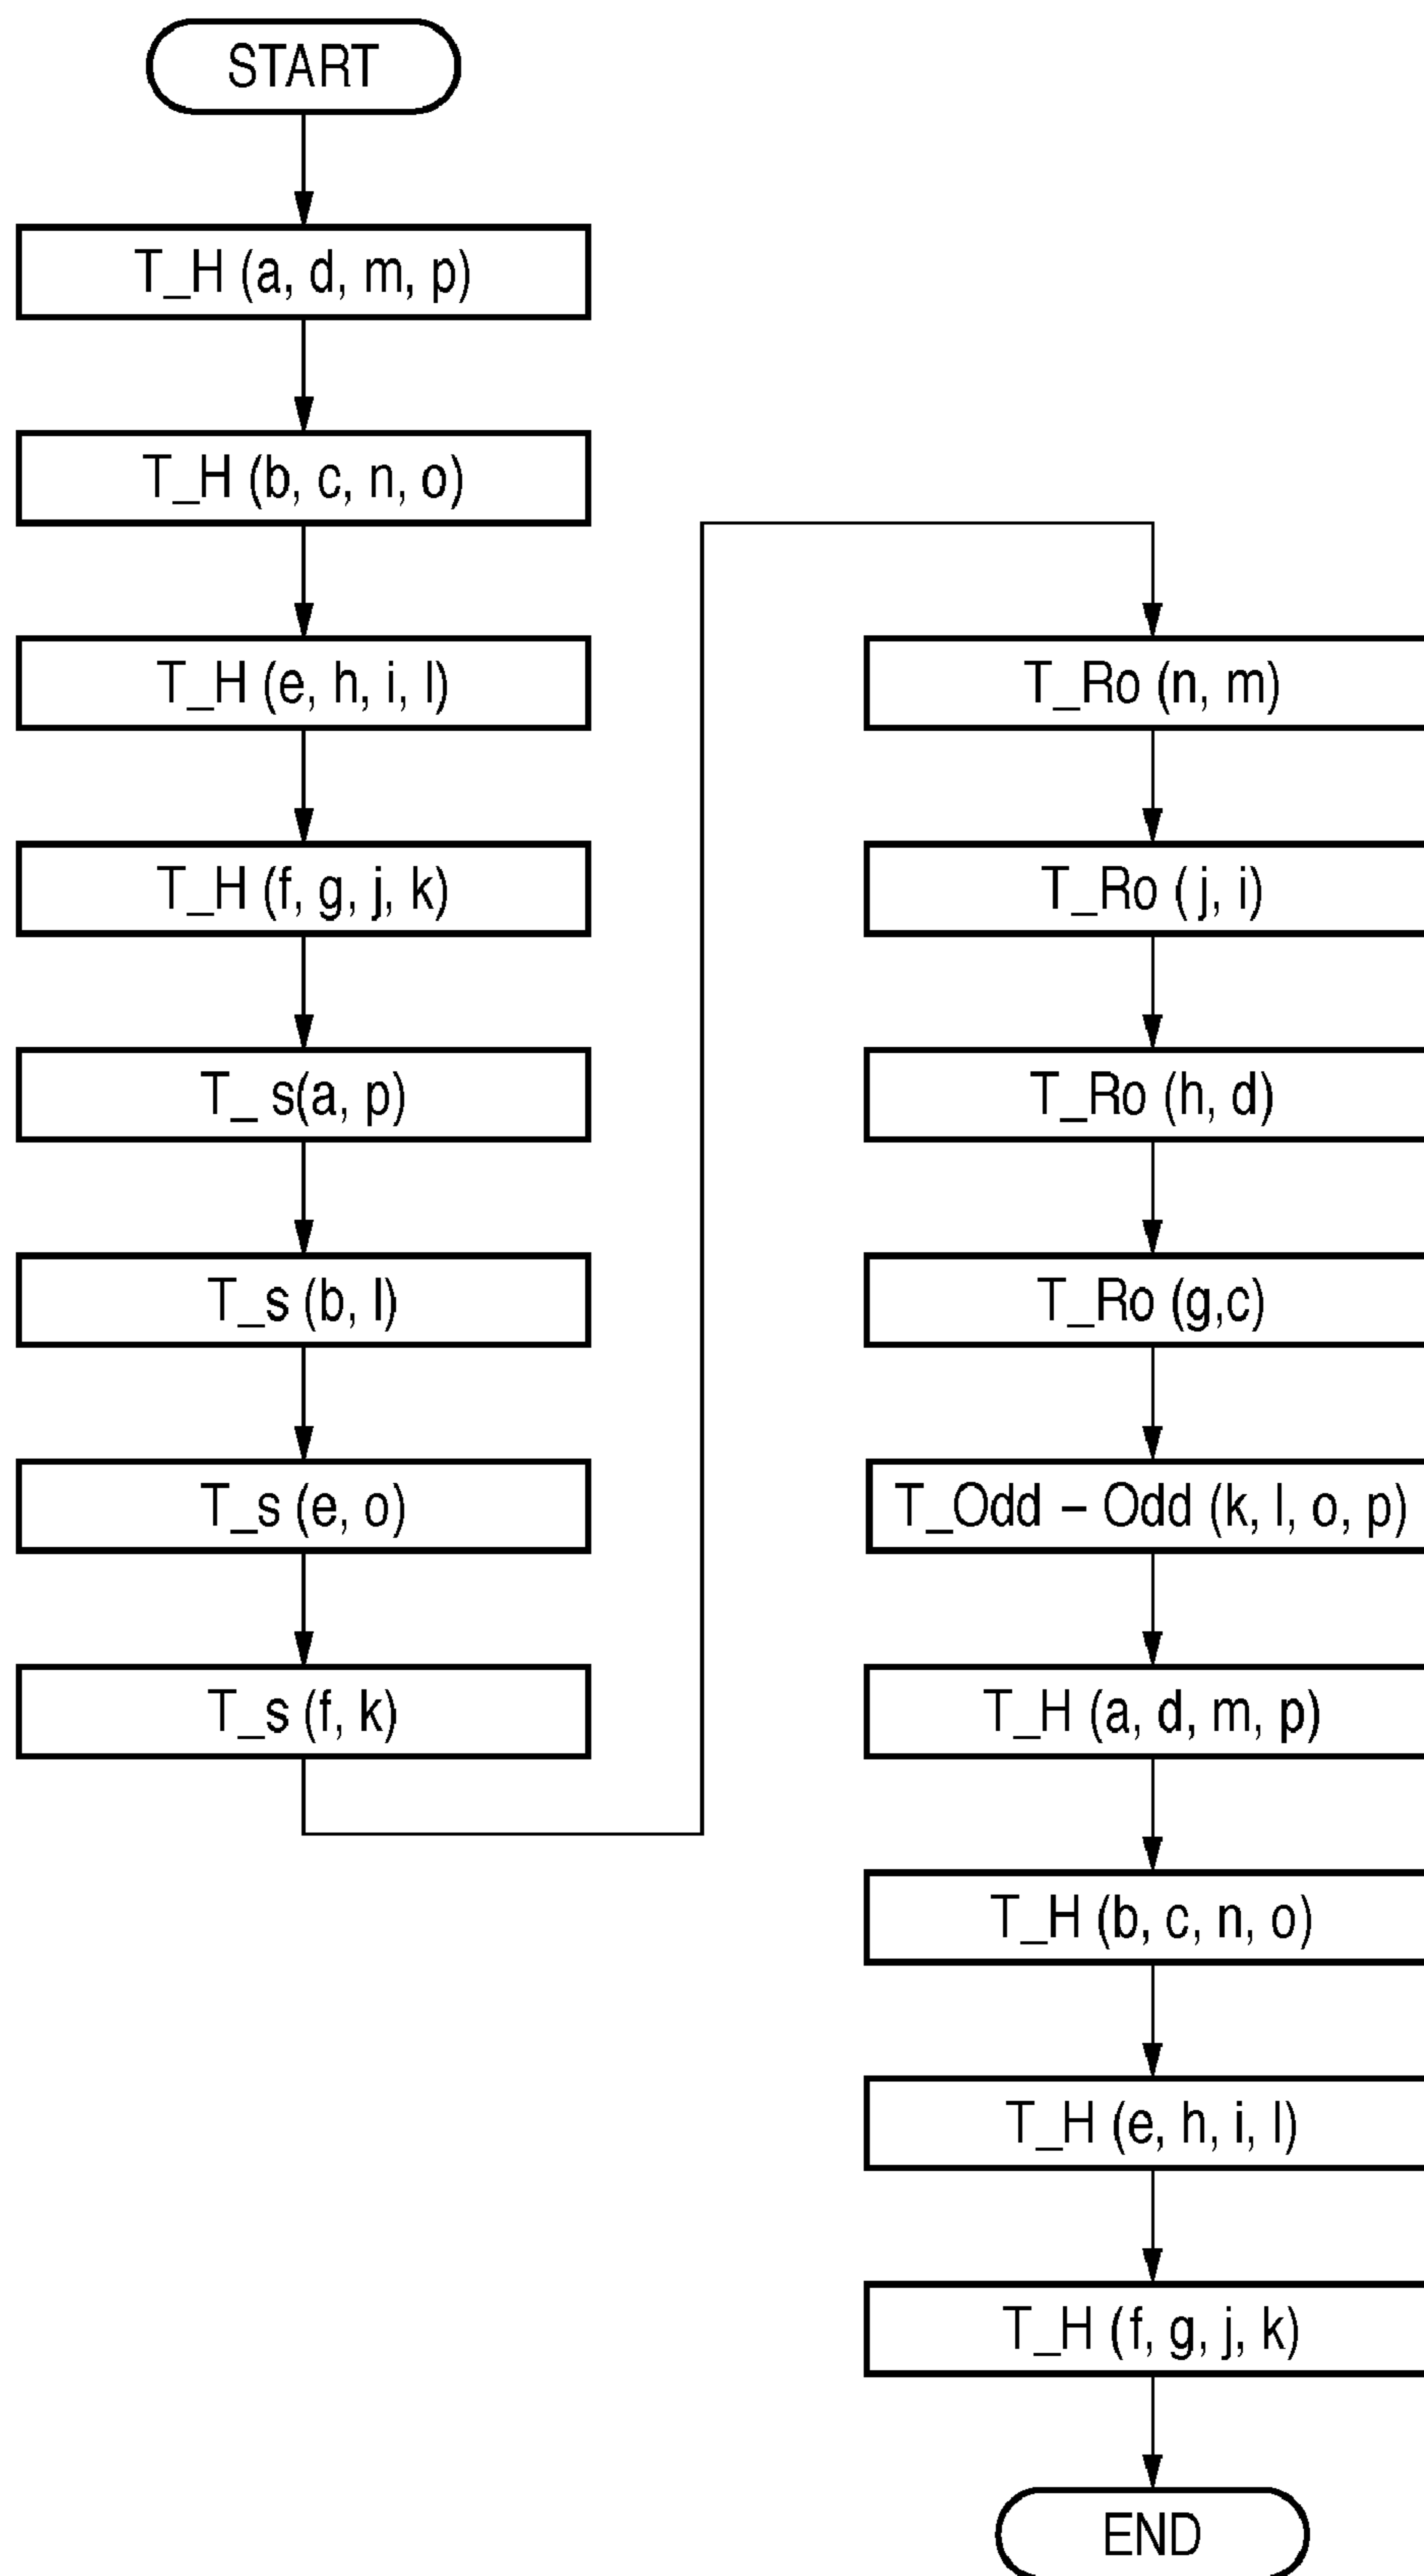 START
T_H (a, d, m, p)
T_H (b, c, n, o)
T_H (e, h, i, l)
T_H (f, g, j, k)
T_ s(a, p)
T_s (b, l)
T_s (e, o)
T_s (f, k)
T_Ro (n, m)
T_Ro ( j, i)
T_Ro (h, d)
T_Ro (g,c)
T_Odd – Odd (k, l, o, p)
T_H (a, d, m, p)
T_H (b, c, n, o)
T_H (e, h, i, l)
T_H (f, g, j, k)
END